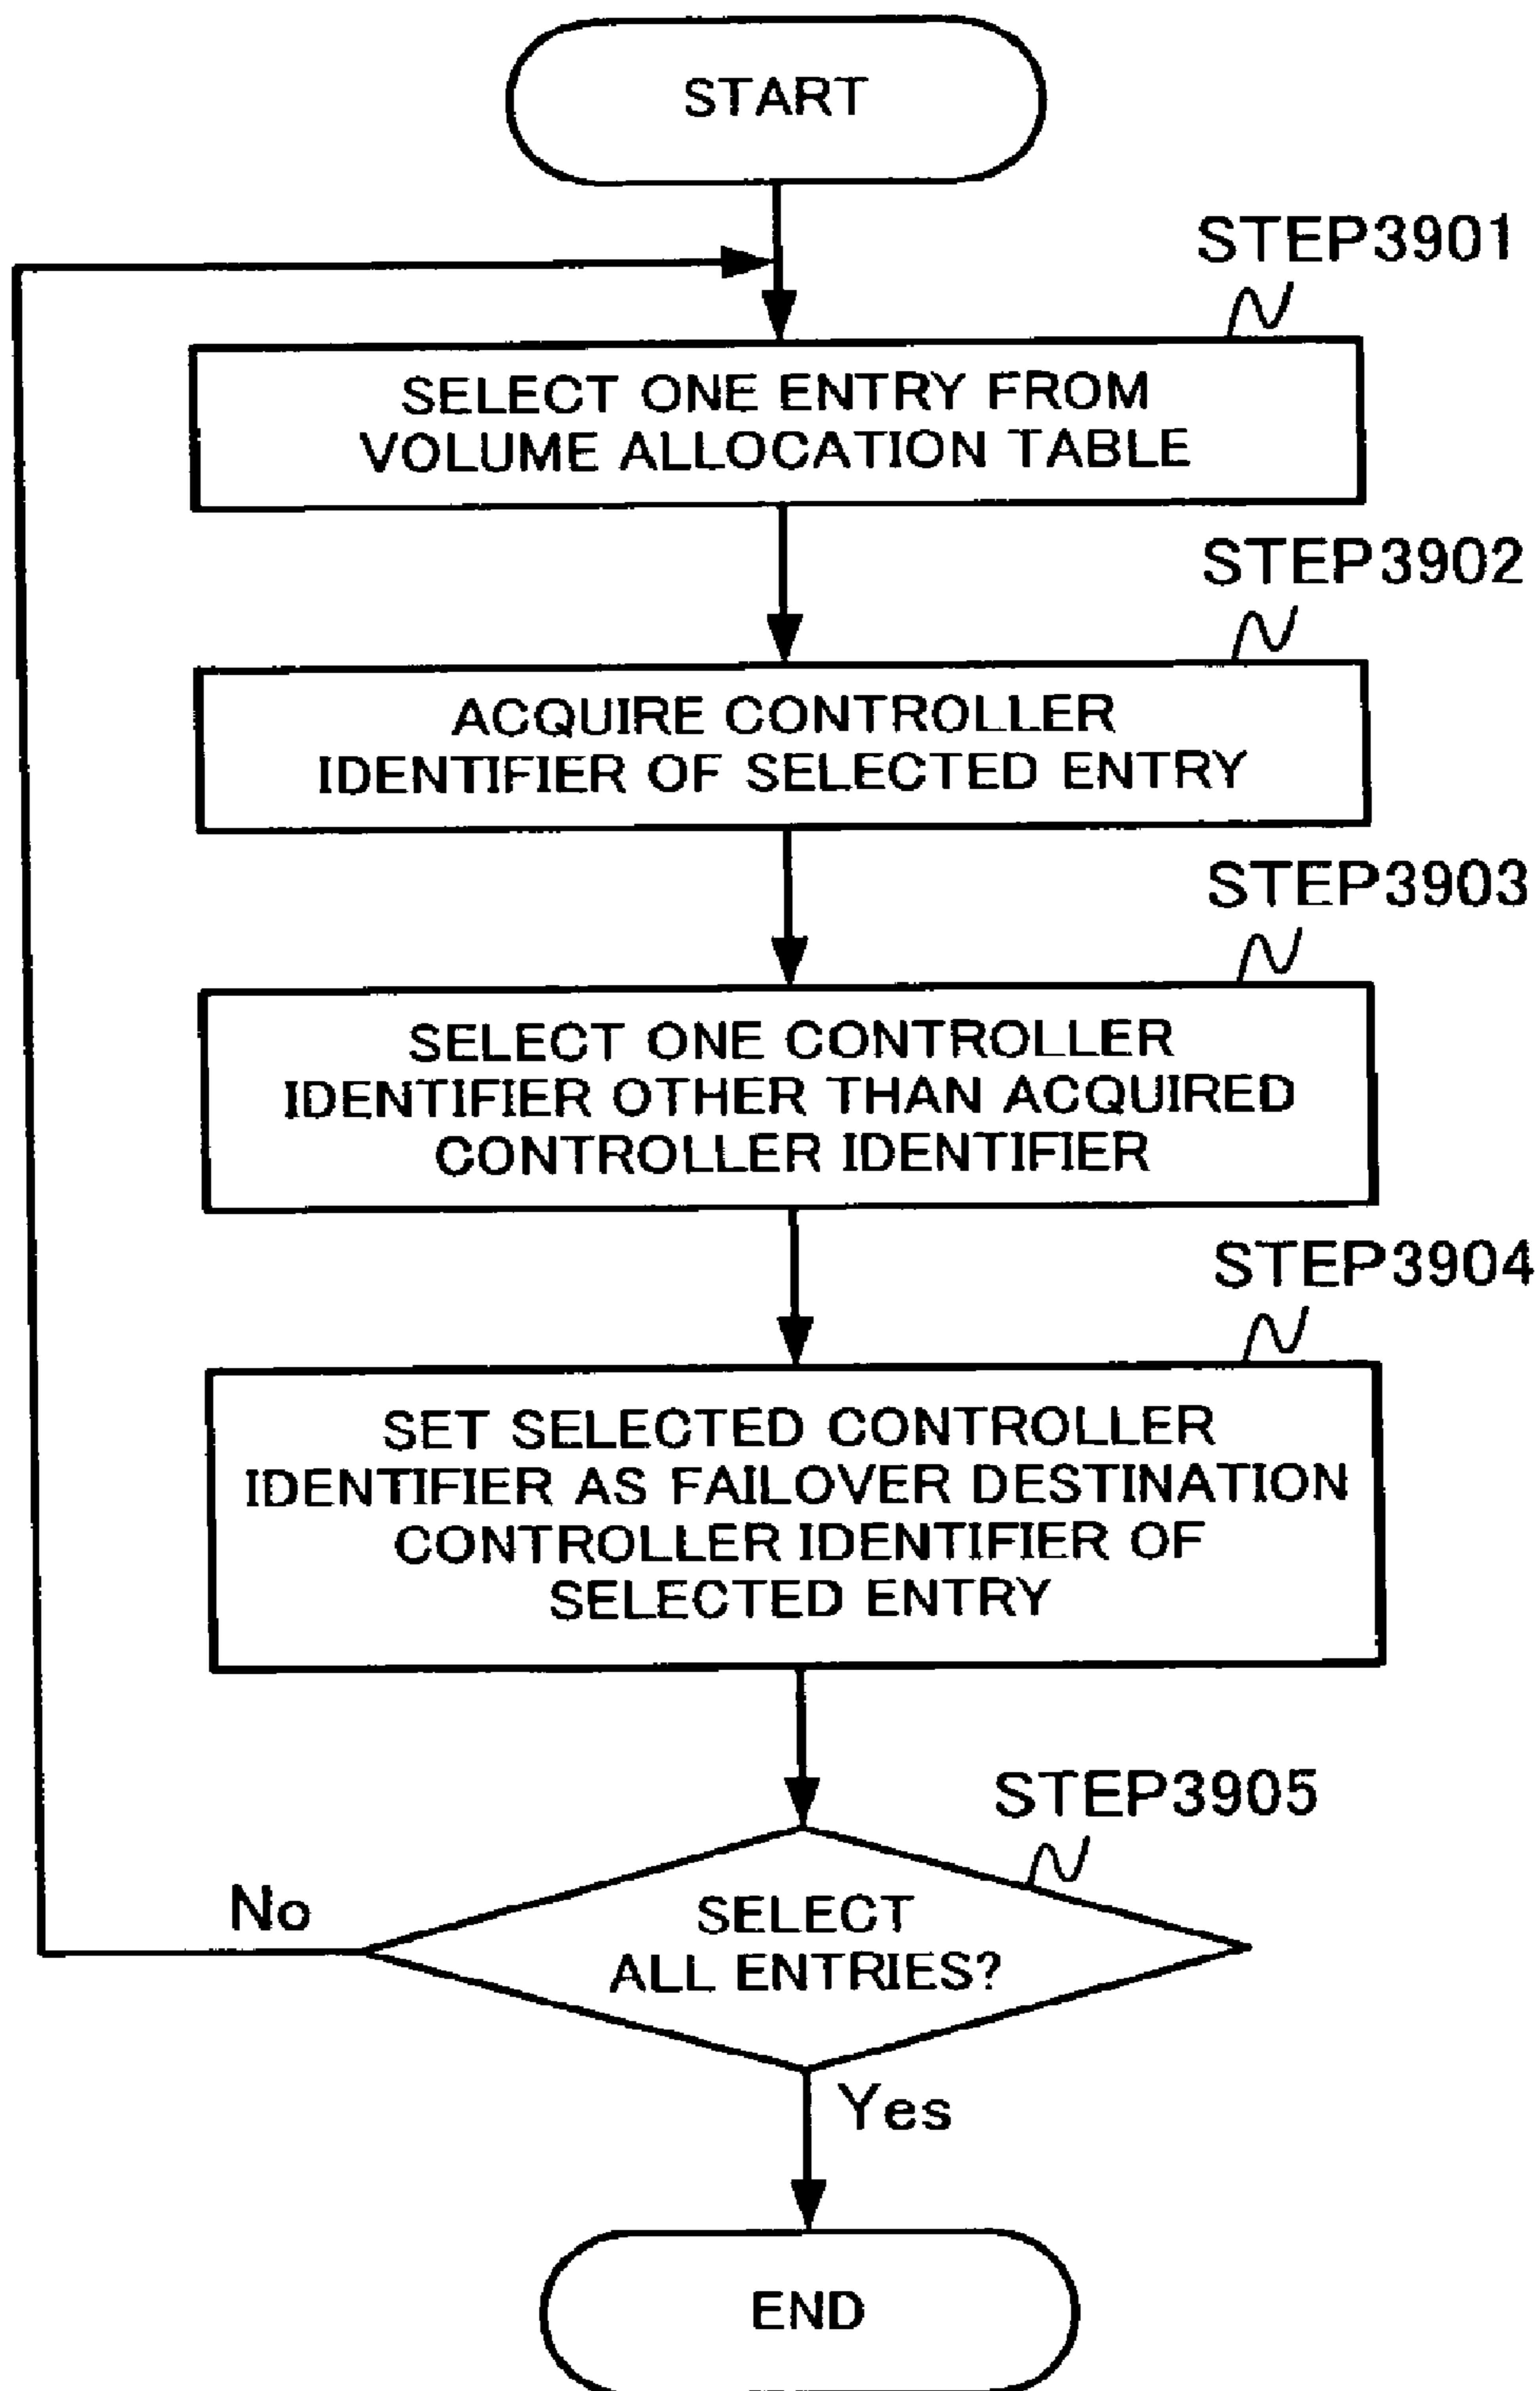 START
STEP3901
SELECT ONE ENTRY FROM
VOLUME ALLOCATION TABLE
STEP3902
ACQUIRE CONTROLLER
IDENTIFIER OF SELECTED ENTRY
STEP3903
SELECT ONE CONTROLLER
IDENTIFIER OTHER THAN ACQUIRED
CONTROLLER IDENTIFIER
STEP3904
SET SELECTED CONTROLLER
IDENTIFIER AS FAILOVER DESTINATION
CONTROLLER IDENTIFIER OF
SELECTED ENTRY
STEP3905
No
SELECT
ALL ENTRIES?
Yes
END